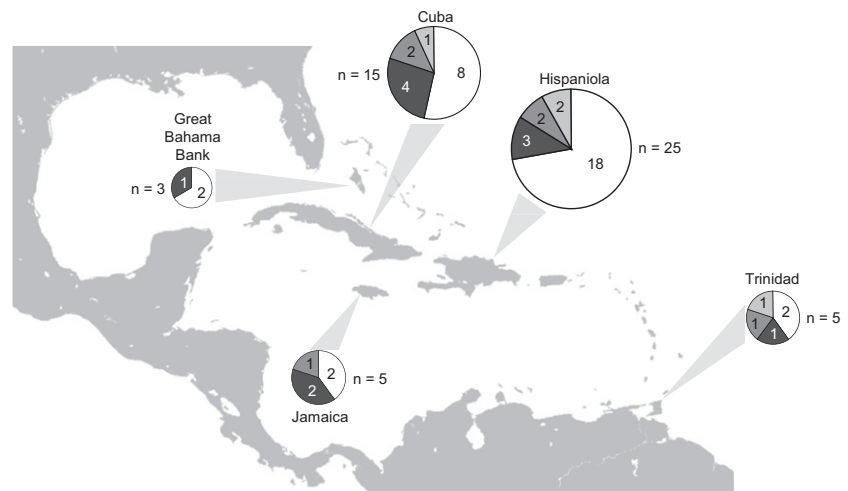 Cuba
1
2
n = 15
8
4
Hispaniola
2
2
3
n = 25
18
Great
Bahama
Bank
n = 3
1
2
Trinidad
1
2
n = 5
1
1
1
2
n = 5
2
Jamaica